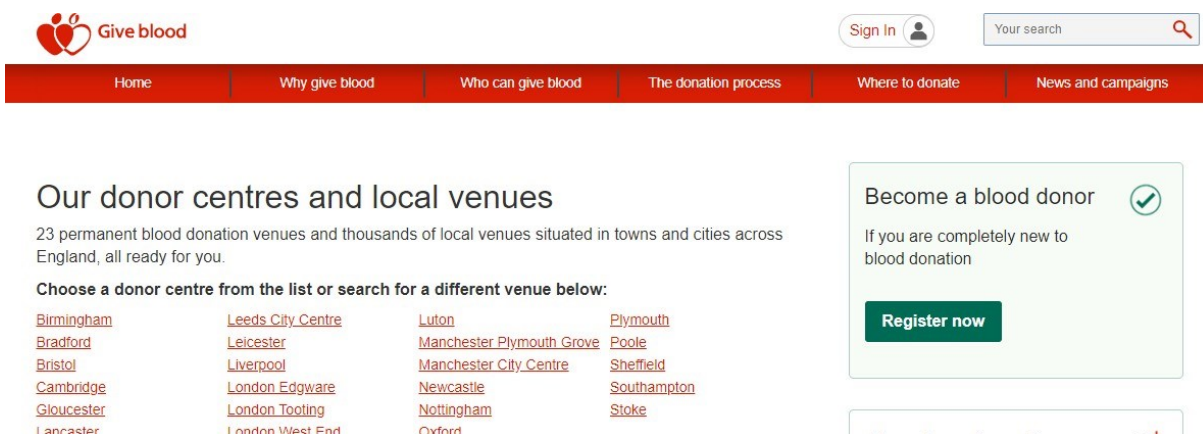 Give blood
Sign In
Your search
Home
Why give blood
Who can give blood
The donation process
Where to donate
News and campaigns
Our donor centres and local venues
23 permanent blood donation venues and thousands of local venues situated in towns and cities across
England, all ready for you.
Choose a donor centre from the list or search for a different venue below:
Birmingham
Bradford
Bristol
Cambridge
Gloucester
Lancaster
Leeds City Centre
Leicester
Liverpool
London Edgware
London Tooting
London West End
Luton
Manchester Plymouth Grove
Manchester City Centre
Newcastle
Nottingham
Oxford
Plymouth
Poole
Sheffield
Southampton
Stoke
Become a blood donor
If you are completely new to
blood donation
Register now